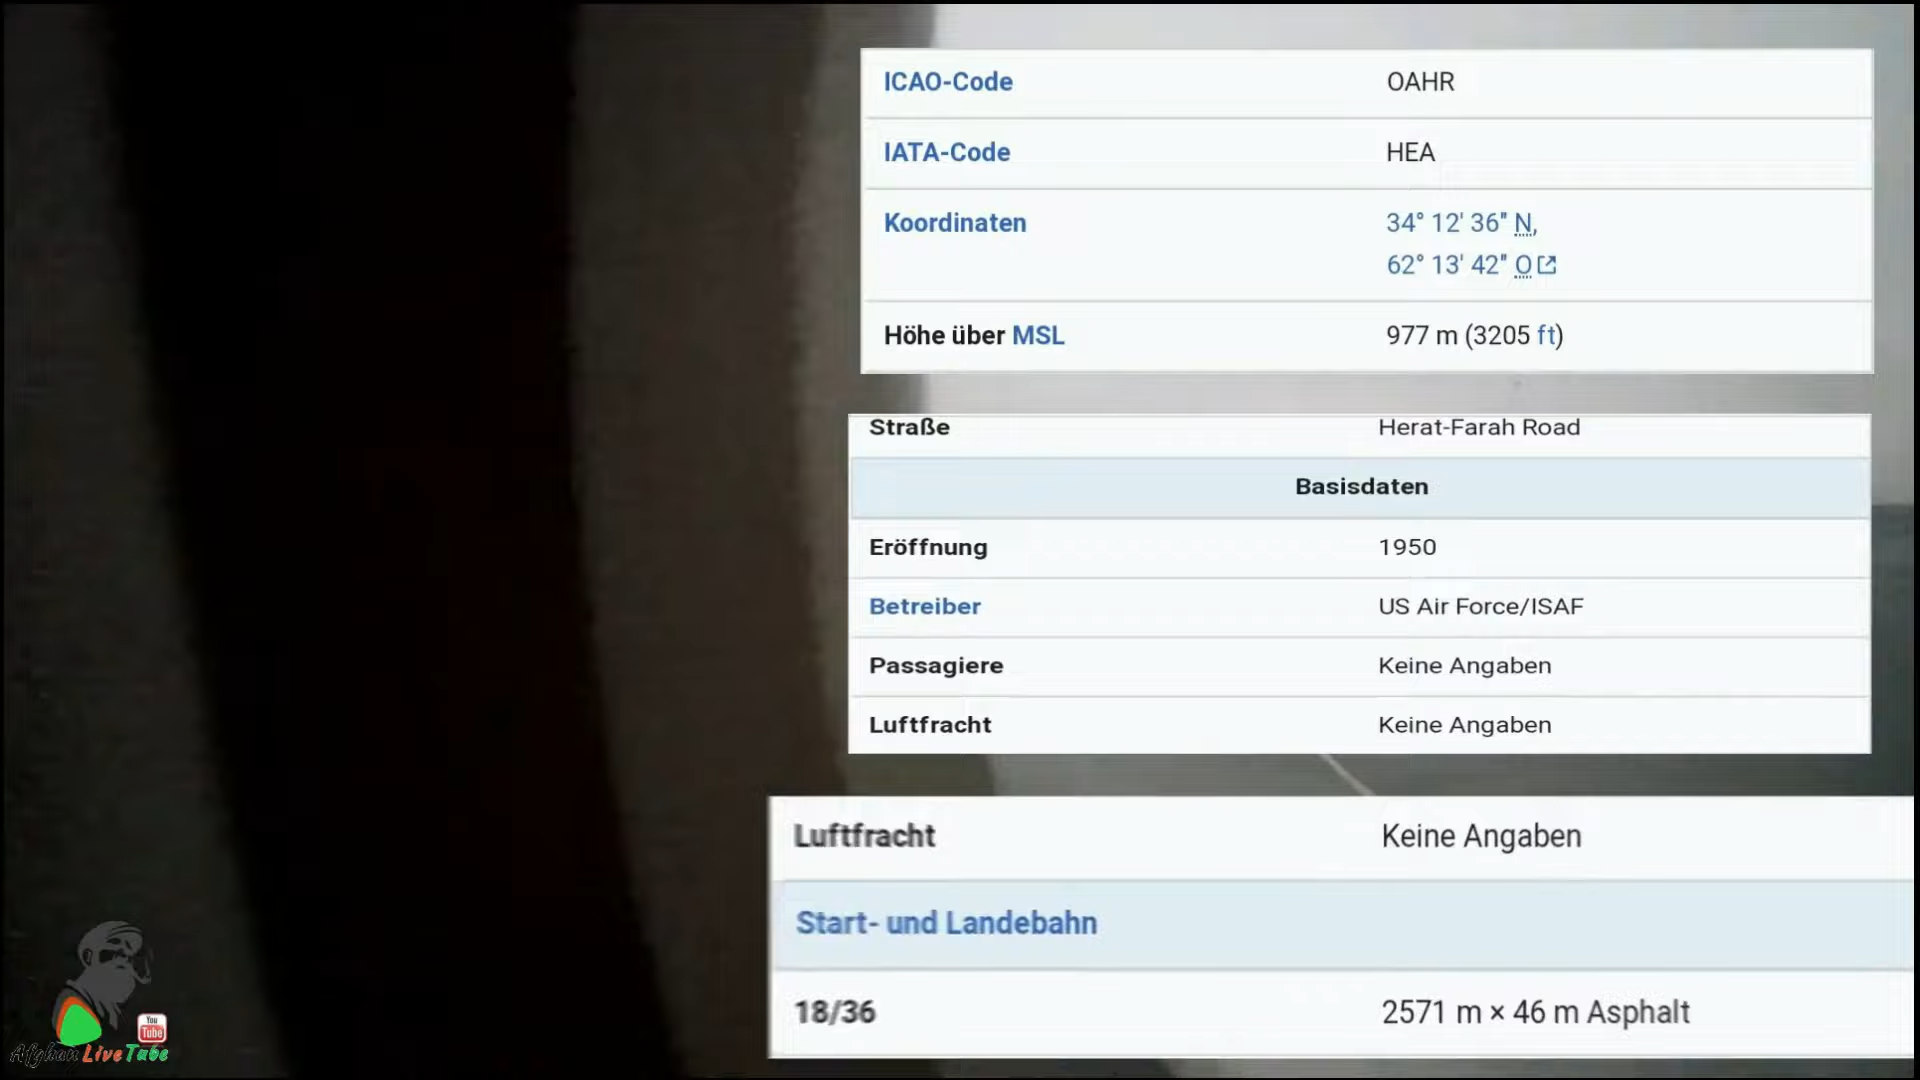 ICAO-Code OAHR
IATA-Code HEA
Koordinaten 34° 12' 36" N,
62° 13' 42" O
Höhe über MSL 977 m (3205 ft)
Straße Herat-Farah Road
Basisdaten
Eröffnung 1950
Betreiber US Air Force/ISAF
Passagiere Keine Angaben
Luftfracht Keine Angaben
Luftfracht Keine Angaben
Start- und Landebahn
18/36 2571 m × 46 m Asphalt
You
Tube
Afghan LiveTube